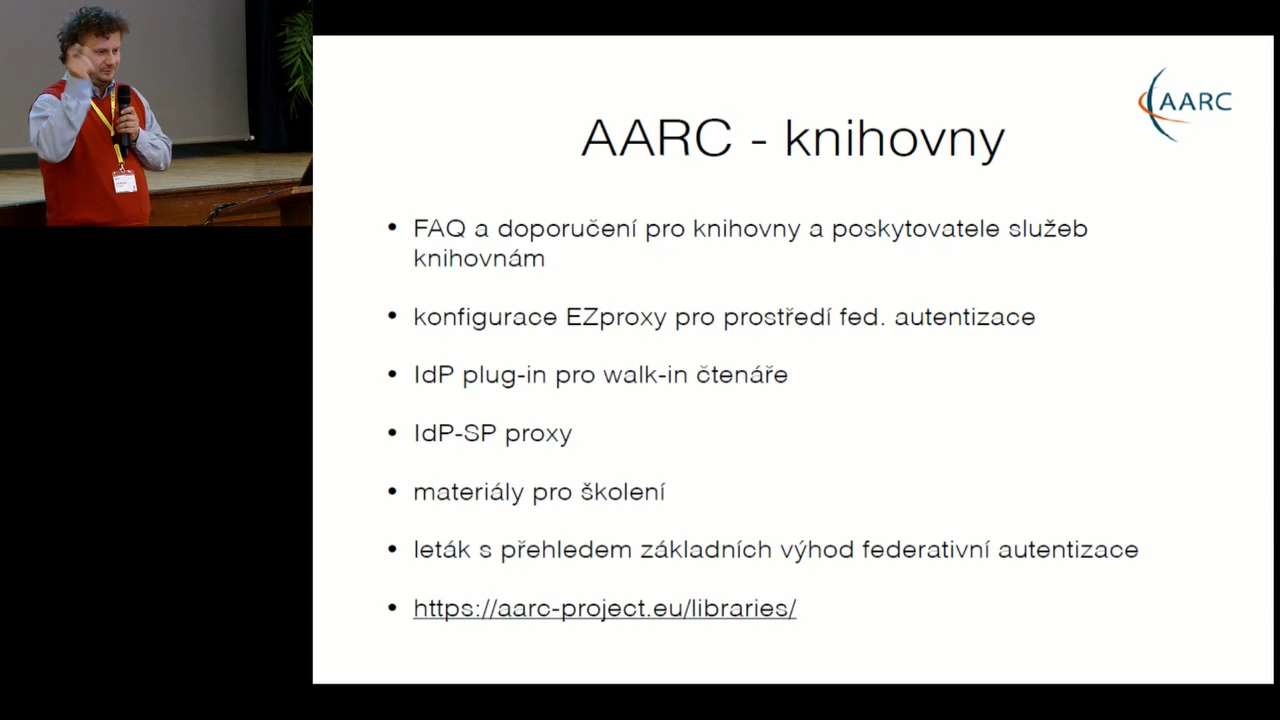 AARC
AARC - knihovny
• FAQ a doporučení pro knihovny a poskytovatele služeb
knihovnám
• konfigurace EZproxy pro prostředí fed. autentizace
• IdP plug-in pro walk-in čtenáře
• IdP-SP proxy
• materiály pro školení
• leták s přehledem základních výhod federativní autentizace
• https://aarc-project.eu/libraries/